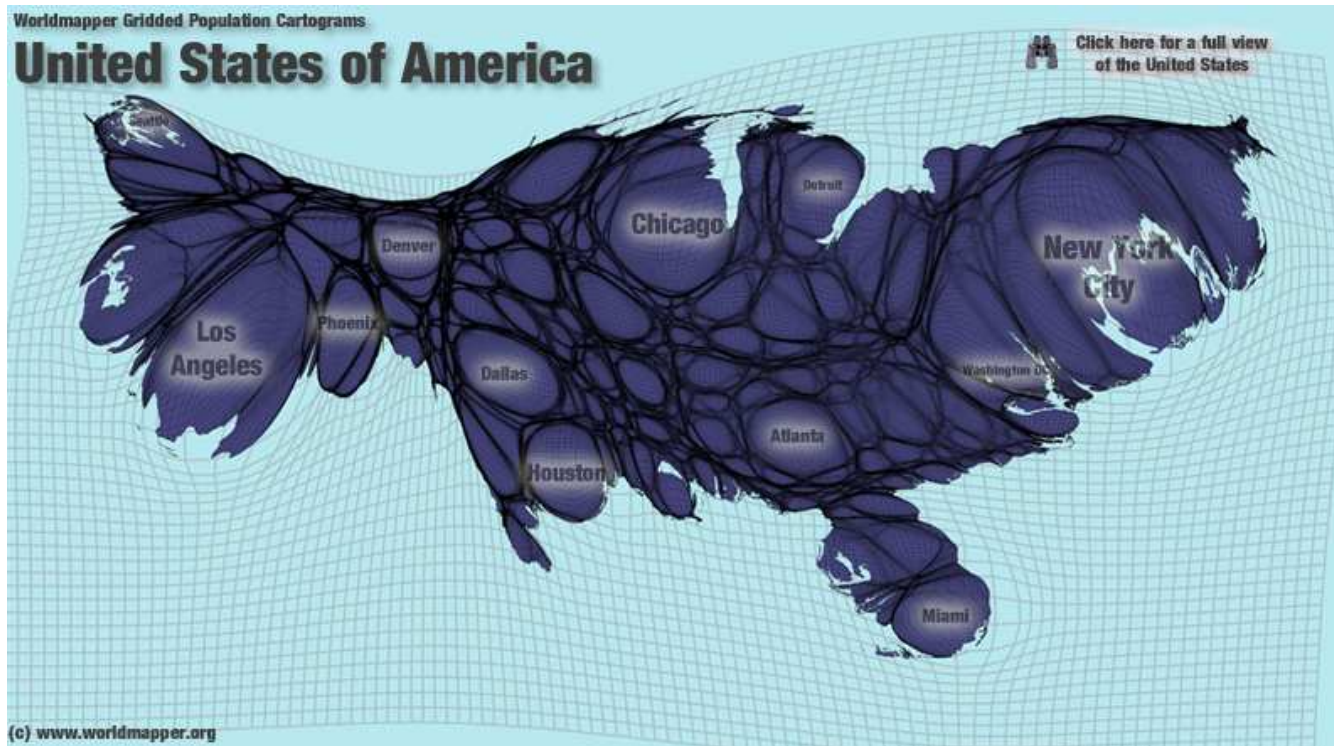 Worldmapper Gridded Population Cartograms
United States of America
Click here for a full view
of the United States
Seattle
Detroit
Chicago
Denver
New York
City
Los
Angeles
Phoenix
Dallas
Washington DC
Atlanta
Houston
Miami
(c) www.worldmapper.org